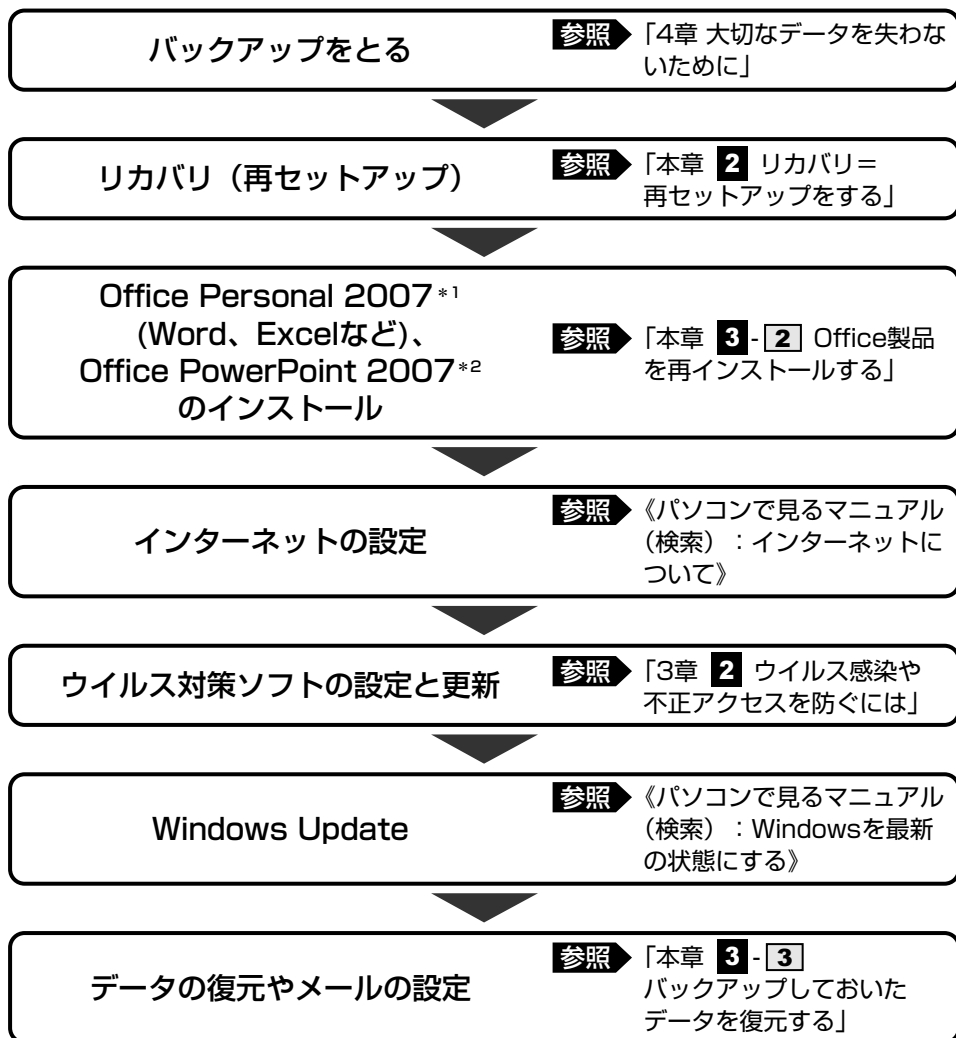 バックアップをとる
参照 「4章 大切なデータを失わな
いために」
リカバリ（再セットアップ）
参照 「本章 2 リカバリ＝
再セットアップをする」
Office Personal 2007*1
(Word、Excelなど)、
Office PowerPoint 2007*2
のインストール
参照 「本章 3 - 2 Office製品
を再インストールする」
インターネットの設定
参照 《パソコンで見るマニュアル
（検索）：インターネットに
ついて》
ウイルス対策ソフトの設定と更新
参照 「3章 2 ウイルス感染や
不正アクセスを防ぐには」
Windows Update
参照 《パソコンで見るマニュアル
（検索）：Windowsを最新
の状態にする》
データの復元やメールの設定
参照 「本章 3 - 3
バックアップしておいた
データを復元する」